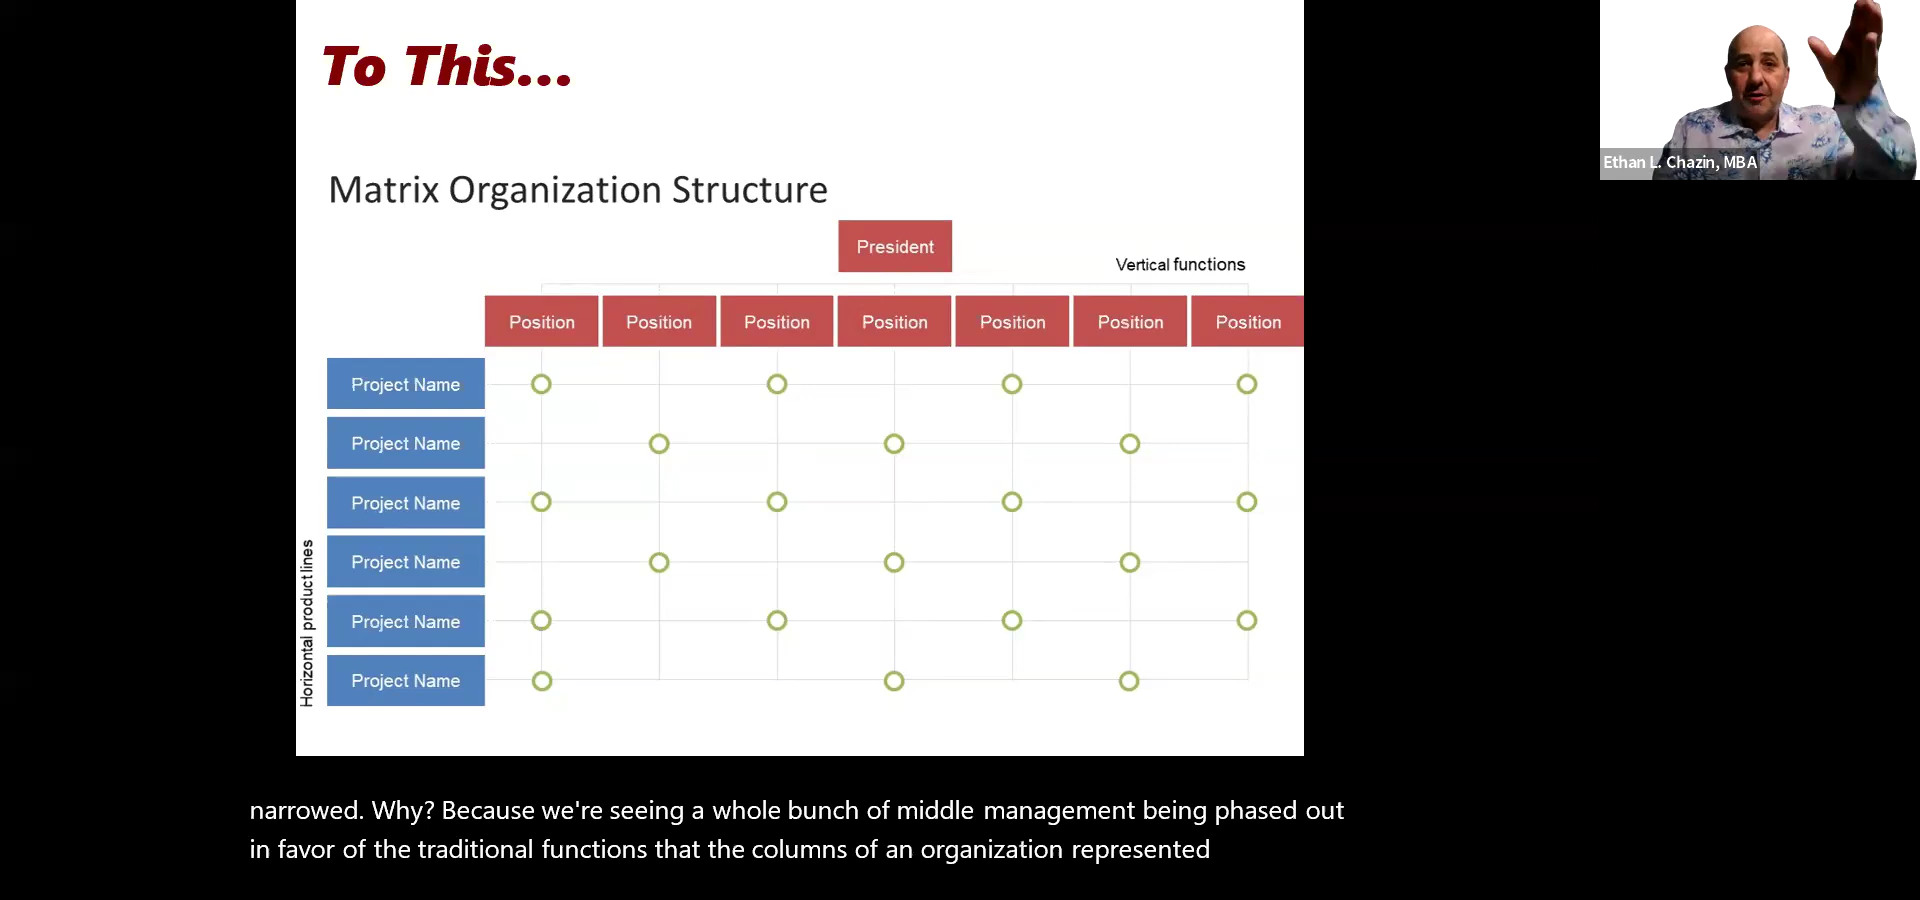 To This...
Ethan L. Chazin, MBA
Matrix Organization Structure
President
Vertical functions
Position Position Position Position Position Position Position
Project Name
Project Name
Project Name
Project Name
Project Name
Project Name
Horizontal product lines
narrowed. Why? Because we're seeing a whole bunch of middle management being phased out
in favor of the traditional functions that the columns of an organization represented